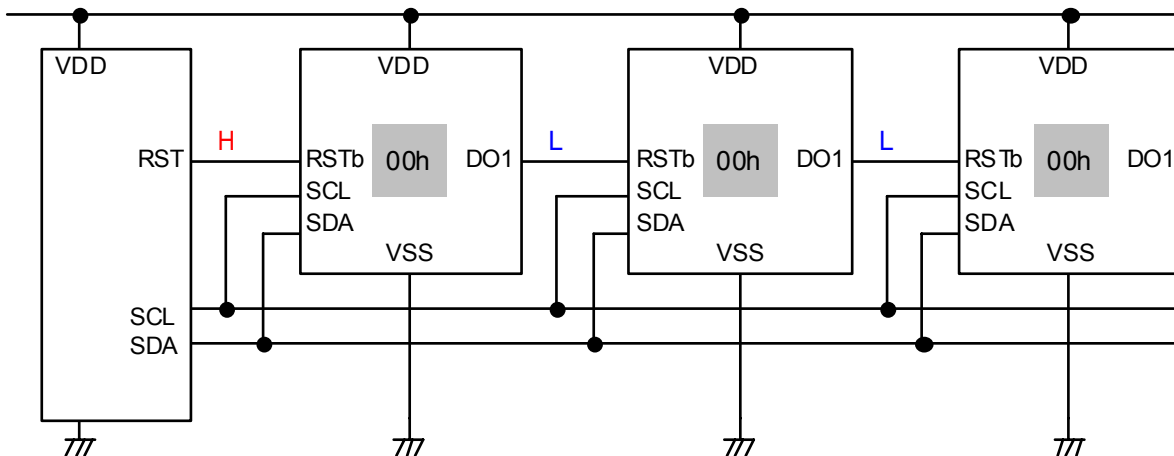 VDD VDD VDD VDD
H L L
RST RSTb 00h DO1 RSTb 00h DO1 RSTb 00h DO1
SCL SCL SCL
SDA SDA SDA
VSS VSS VSS
SCL
SDA